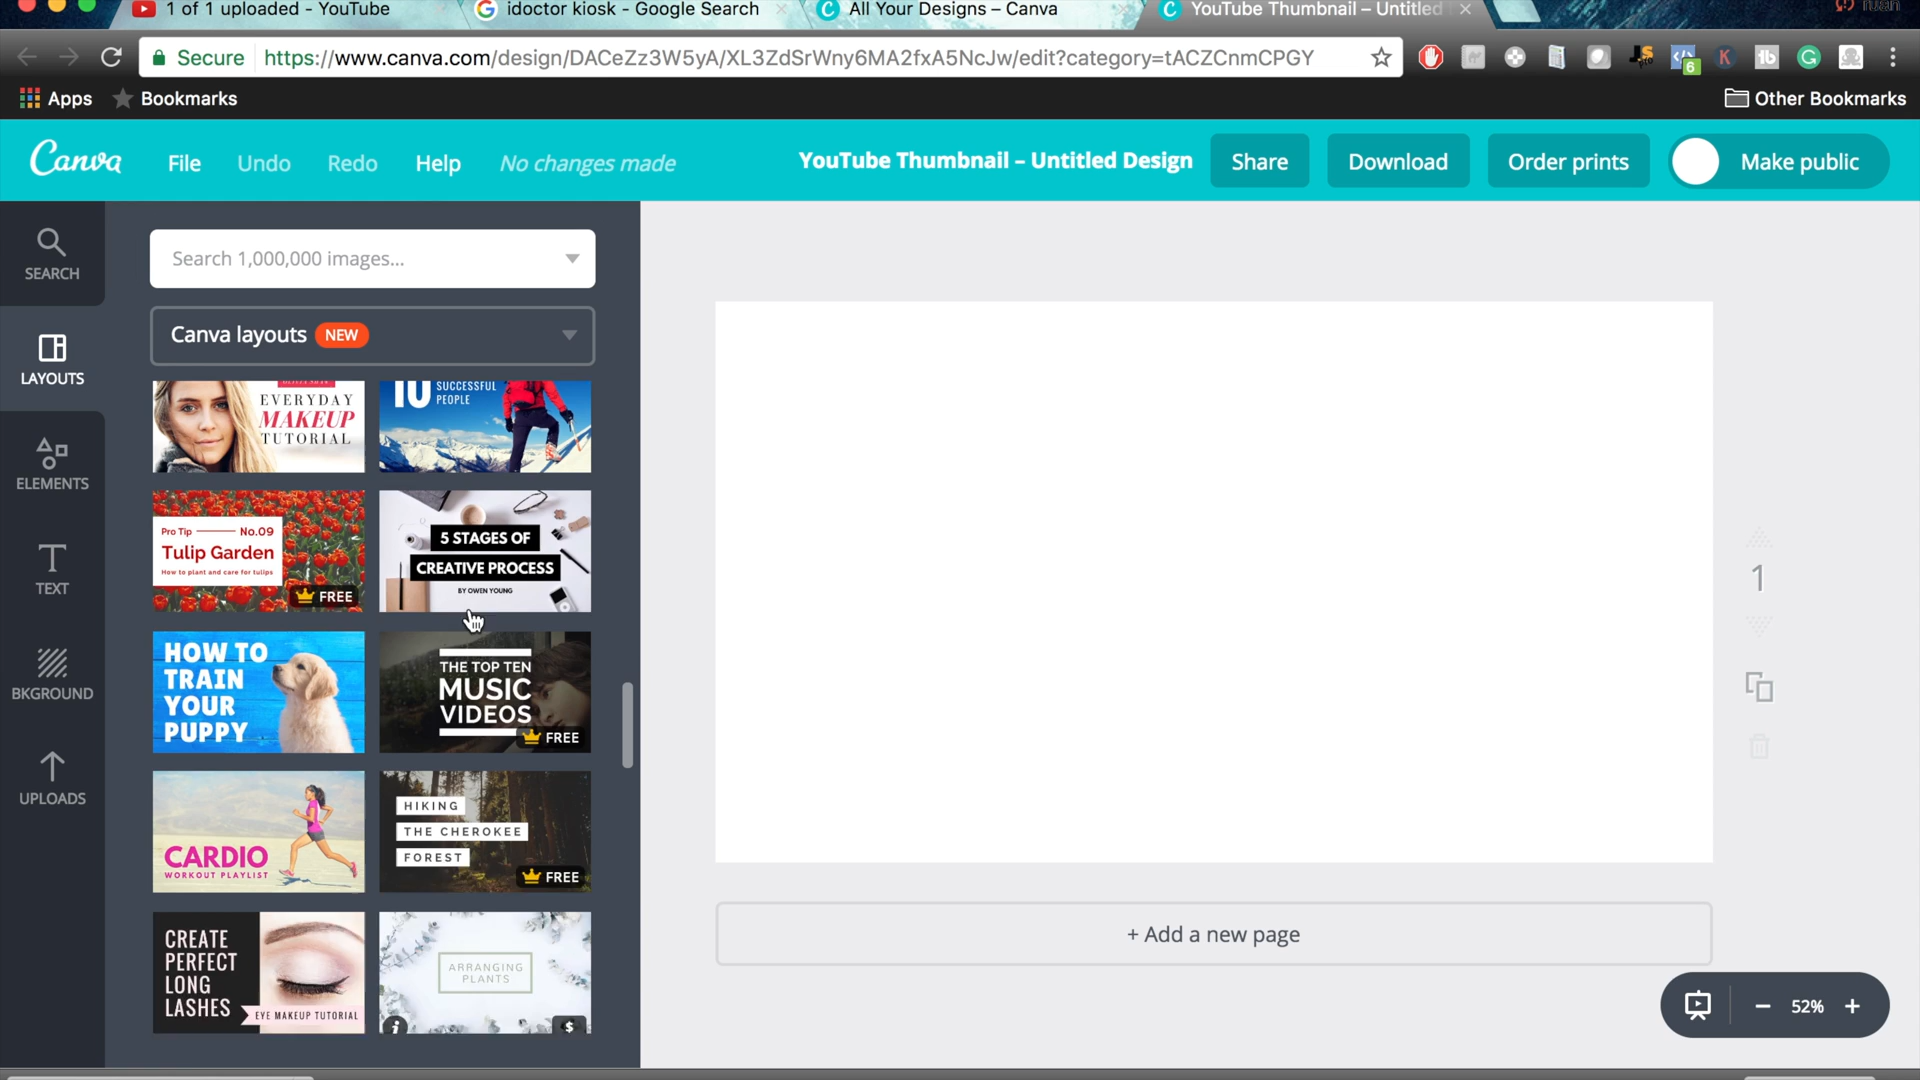 1 of 1 uploaded - YouTube
idoctor kiosk - Google Search
All Your Designs – Canva
YouTube Thumbnail – Untitled
Secure
https://www.canva.com/design/DACeZz3W5yA/XL3ZdSrWny6MA2fxA5NcJw/edit?category=tACZCnmCPGY
6
Apps
Bookmarks
Other Bookmarks
Canva
File
Undo
Redo
Help
No changes made
YouTube Thumbnail – Untitled Design
Share
Download
Order prints
Make public
SEARCH
LAYOUTS
ELEMENTS
TEXT
BKGROUND
UPLOADS
Search 1,000,000 images...
Canva layouts NEW
EVERYDAY
MAKEUP
TUTORIAL
10 SUCCESSFUL
PEOPLE
Pro Tip No.09
Tulip Garden
How to plant and care for tulips
FREE
5 STAGES OF
CREATIVE PROCESS
BY OWEN YOUNG
HOW TO
TRAIN
YOUR
PUPPY
THE TOP TEN
MUSIC
VIDEOS
FREE
CARDIO
WORKOUT PLAYLIST
HIKING
THE CHEROKEE
FOREST
FREE
CREATE
PERFECT
LONG
LASHES
EYE MAKEUP TUTORIAL
ARRANGING
PLANTS
i
$
1
+ Add a new page
52%